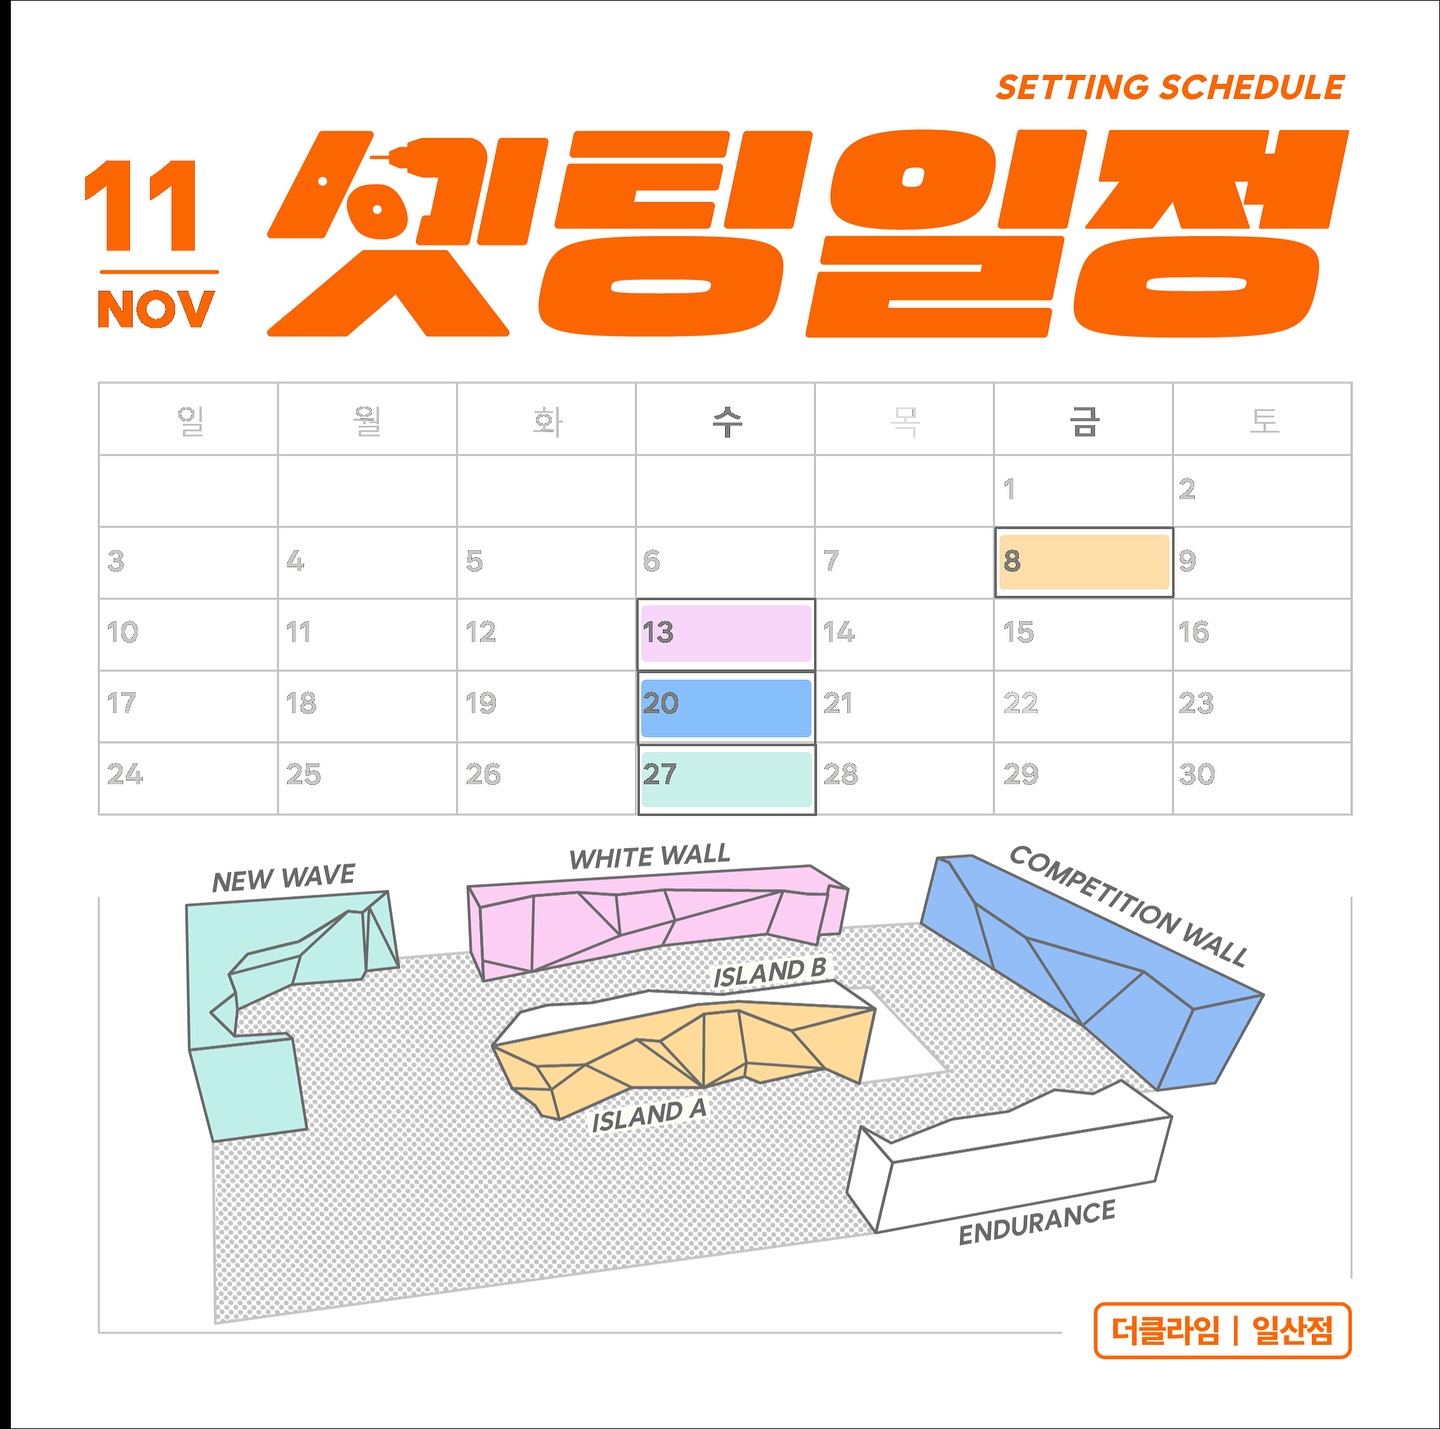 SETTING SCHEDULE
11
NOV
셋팅일정
일 월 화 수 목 금 토
1 2
3 4 5 6 7 8 9
10 11 12 13 14 15 16
17 18 19 20 21 22 23
24 25 26 27 28 29 30
NEW WAVE
WHITE WALL
COMPETITION WALL
ISLAND B
ISLAND A
ENDURANCE
더클라임 | 일산점